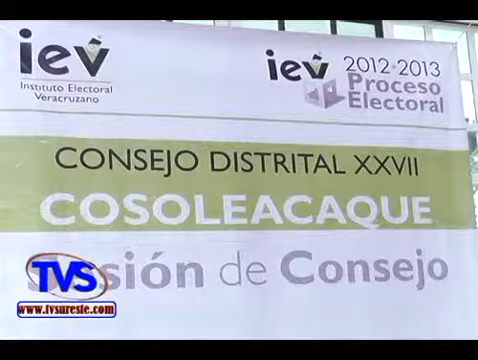 iev
Instituto Electoral
Veracruzano
iev 2012-2013
Proceso
Electoral
CONSEJO DISTRITAL XXVII
COSOLEACAQUE
de Consejo
TVS
www.tvsureste.com